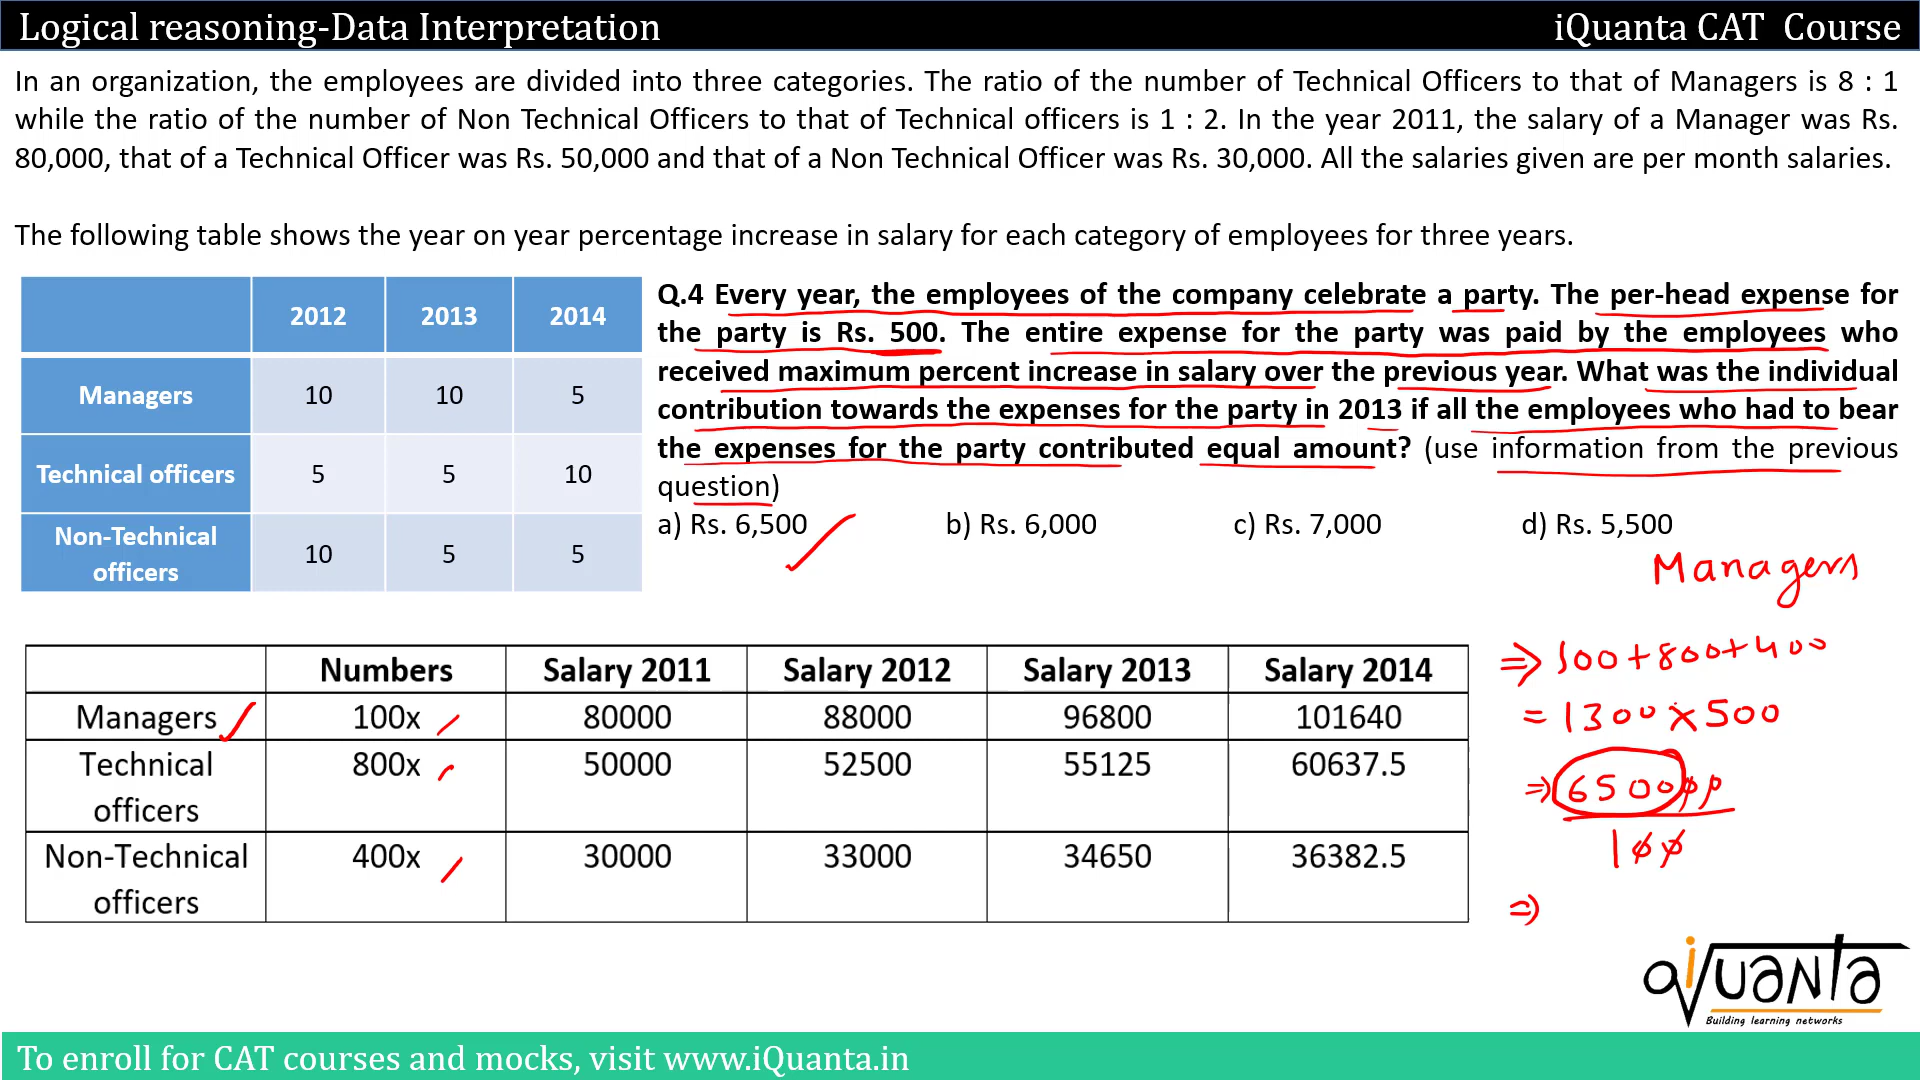 Logical reasoning-Data Interpretation
iQuanta CAT Course
In an organization, the employees are divided into three categories. The ratio of the number of Technical Officers to that of Managers is 8 : 1
while the ratio of the number of Non Technical Officers to that of Technical officers is 1 : 2. In the year 2011, the salary of a Manager was Rs.
80,000, that of a Technical Officer was Rs. 50,000 and that of a Non Technical Officer was Rs. 30,000. All the salaries given are per month salaries.
The following table shows the year on year percentage increase in salary for each category of employees for three years.
2012 2013 2014
Managers 10 10 5
Technical officers 5 5 10
Non-Technical
officers 10 5 5
Q.4 Every year, the employees of the company celebrate a party. The per-head expense for
the party is Rs. 500. The entire expense for the party was paid by the employees who
received maximum percent increase in salary over the previous year. What was the individual
contribution towards the expenses for the party in 2013 if all the employees who had to bear
the expenses for the party contributed equal amount? (use information from the previous
question)
a) Rs. 6,500 b) Rs. 6,000 c) Rs. 7,000 d) Rs. 5,500
Managers
⇒ 100+800+400
= 1300 × 500
⇒ 650000
100
⇒
Numbers Salary 2011 Salary 2012 Salary 2013 Salary 2014
Managers 100x 80000 88000 96800 101640
Technical
officers 800x 50000 52500 55125 60637.5
Non-Technical
officers 400x 30000 33000 34650 36382.5
iQuanta
Building learning networks
To enroll for CAT courses and mocks, visit www.iQuanta.in